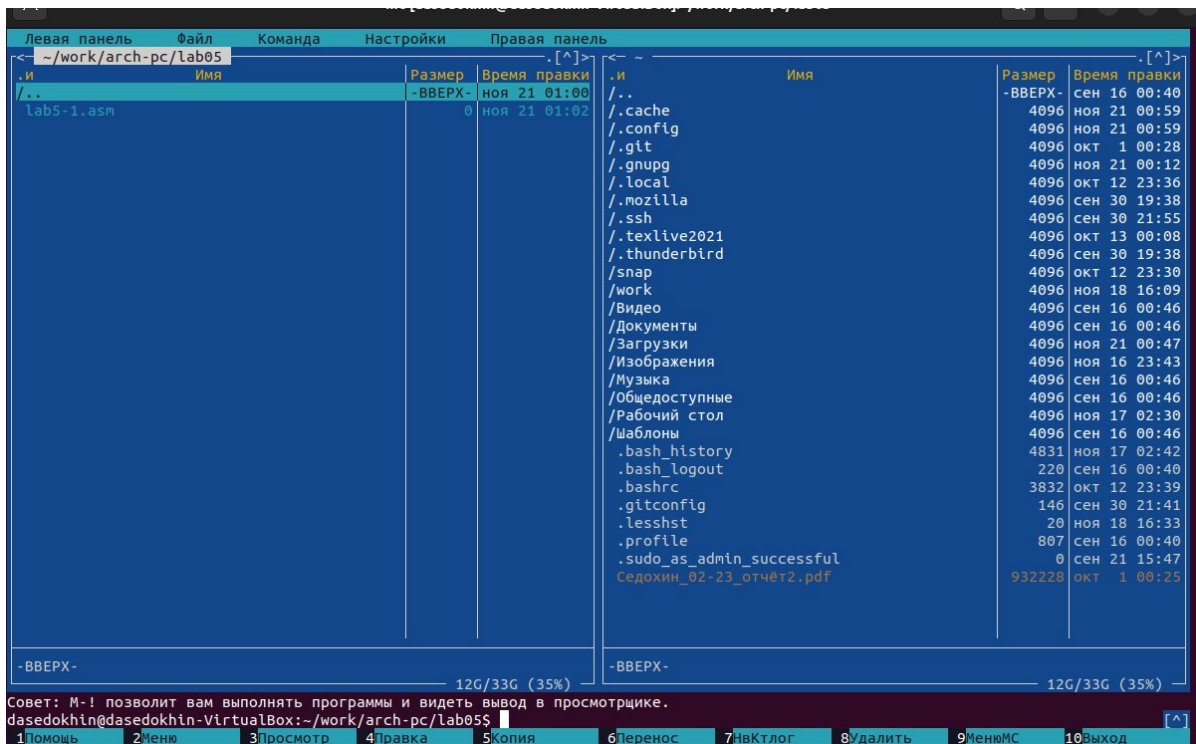 Левая панель Файл Команда Настройки Правая панель
<─ ~/work/arch-pc/lab05 .[^]>
.и Имя Размер Время правки
/.. -ВВЕРХ- ноя 21 01:00
lab5-1.asm 0 ноя 21 01:02
-ВВЕРХ-
12G/33G (35%)
<─ ~ .[^]>
.и Имя Размер Время правки
/.. -ВВЕРХ- сен 16 00:40
/.cache 4096 ноя 21 00:59
/.config 4096 ноя 21 00:59
/.git 4096 окт 1 00:28
/.gnupg 4096 ноя 21 00:12
/.local 4096 окт 12 23:36
/.mozilla 4096 сен 30 19:38
/.ssh 4096 сен 30 21:55
/.texlive2021 4096 окт 13 00:08
/.thunderbird 4096 сен 30 19:38
/snap 4096 окт 12 23:30
/work 4096 ноя 18 16:09
/Видео 4096 сен 16 00:46
/Документы 4096 сен 16 00:46
/Загрузки 4096 ноя 21 00:47
/Изображения 4096 ноя 16 23:43
/Музыка 4096 сен 16 00:46
/Общедоступные 4096 сен 16 00:46
/Рабочий стол 4096 ноя 17 02:30
/Шаблоны 4096 сен 16 00:46
.bash_history 4831 ноя 17 02:42
.bash_logout 220 сен 16 00:40
.bashrc 3832 окт 12 23:39
.gitconfig 146 сен 30 21:41
.lesshst 20 ноя 18 16:33
.profile 807 сен 16 00:40
.sudo_as_admin_successful 0 сен 21 15:47
Седохин_02-23_отчёт2.pdf 932228 окт 1 00:25
-ВВЕРХ-
12G/33G (35%)
Совет: M-! позволит вам выполнять программы и видеть вывод в просмотрщике.
dasedokhin@dasedokhin-VirtualBox:~/work/arch-pc/lab05$ [^]
1Помощь 2Меню 3Просмотр 4Правка 5Копия 6Перенос 7НвКтлог 8Удалить 9МенюMC 10Выход